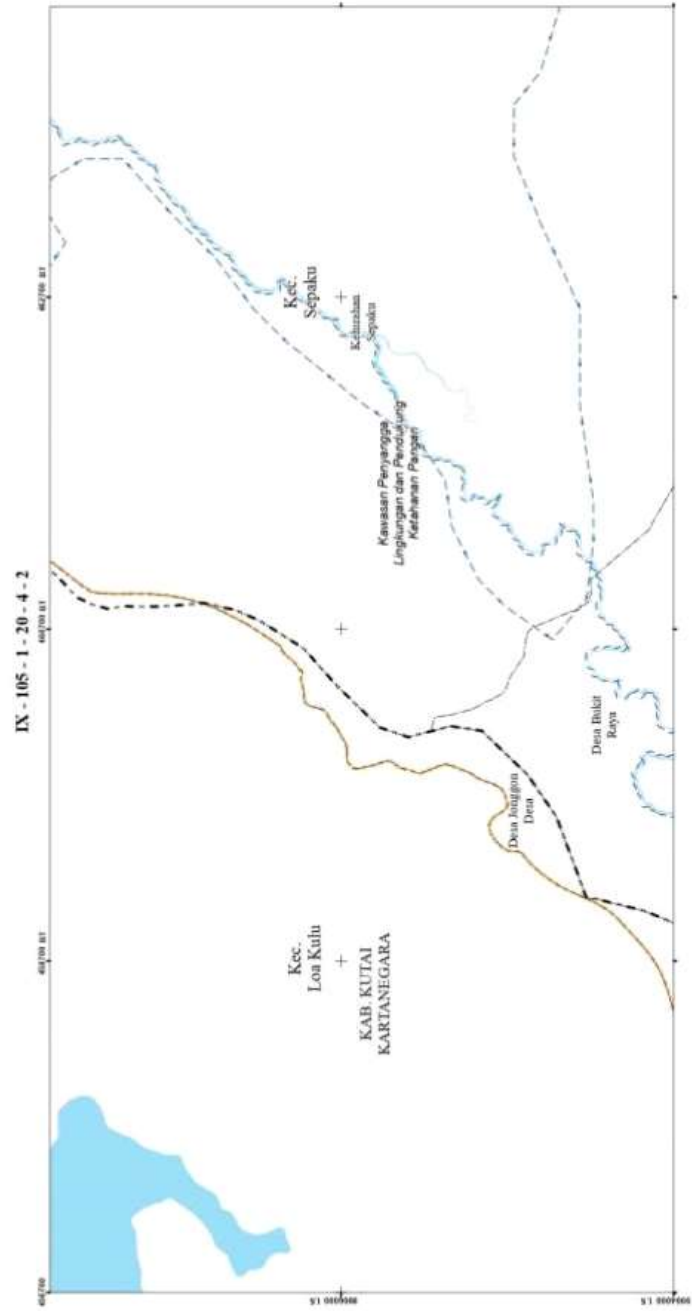 IX - 105 - 1 - 20 - 4 - 2
Kec.
Sepaku
Kelurahan
Sepaku
Kawasan Penyangga
Lingkungan dan Pendukung
Ketahanan Pangan
Desa Bukit
Raya
Desa Jonggon
Desa
Kec.
Loa Kulu
KAB. KUTAI
KARTANEGARA